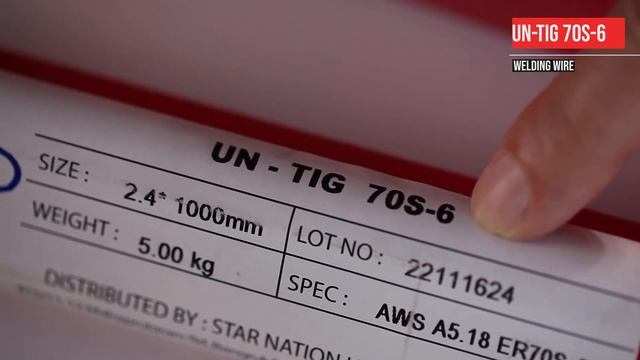 UN-TIG 70S-6
WELDING WIRE
UN - TIG 70S-6
SIZE : 2.4* 1000mm LOT NO : 22111624
WEIGHT : 5.00 kg SPEC : AWS A5.18 ER70S
DISTRIBUTED BY : STAR NATION